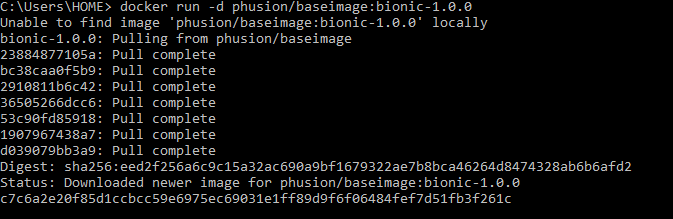 C:\Users\HOME> docker run -d phusion/baseimage:bionic-1.0.0
Unable to find image 'phusion/baseimage:bionic-1.0.0' locally
bionic-1.0.0: Pulling from phusion/baseimage
23884877105a: Pull complete
bc38caa0f5b9: Pull complete
2910811b6c42: Pull complete
36505266dcc6: Pull complete
53c90fd85918: Pull complete
1907967438a7: Pull complete
d039079bb3a9: Pull complete
Digest: sha256:eed2f256a6c9c15a32ac690a9bf1679322ae7b8bca46264d8474328ab6b6afd2
Status: Downloaded newer image for phusion/baseimage:bionic-1.0.0
c7c6a2e20f85d1ccbcc59e6975ec69031e1ff89d9f6f06484fef7d51fb3f261c